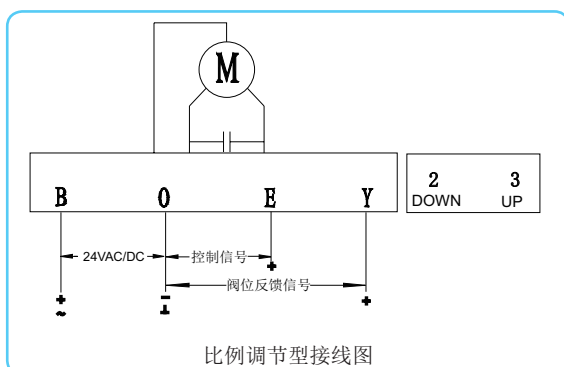 M
B O E Y
2 3
DOWN UP
24VAC/DC 控制信号
+
阀位反馈信号
+ - +
~ ⊥
比例调节型接线图